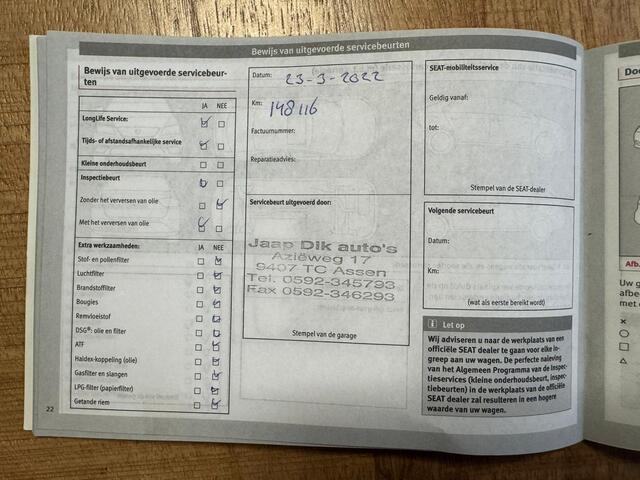 Bewijs van uitgevoerde servicebeurten
Bewijs van uitgevoerde servicebeur-
ten
JA NEE
LongLife Service:
Tijds- of afstandsafhankelijke service
Kleine onderhoudsbeurt
Inspectiebeurt
Zonder het verversen van olie
Met het verversen van olie
Extra werkzaamheden: JA NEE
Stof- en pollenfilter
Luchtfilter
Brandstoffilter
Bougies
Remvloeistof
DSG®: olie en filter
ATF
Haldex-koppeling (olie)
Gasfilter en slangen
LPG-filter (papierfilter)
Getande riem
22
Datum: 23-3-2022
Km: 148116
Factuurnummer:
Reparatieadvies:
Servicebeurt uitgevoerd door:
Jaap Dik auto's
Aziëweg 17
9407 TC Assen
Tel. 0592-345793
Fax 0592-346293
Stempel van de garage
SEAT-mobiliteitsservice
Geldig vanaf:
tot:
Stempel van de SEAT-dealer
Volgende servicebeurt
Datum:
Km:
(wat als eerste bereikt wordt)
Let op
Wij adviseren u naar de werkplaats van een
officiële SEAT dealer te gaan voor elke in-
greep aan uw wagen. De perfecte naleving
van het Algemeen Programma van de Inspec-
tieservices (kleine onderhoudsbeurt, inspec-
tiebeurten) in de werkplaats van de officiële
SEAT dealer zal resulteren in een hogere
waarde van uw wagen.
Afb.
Uw g
afbe
met